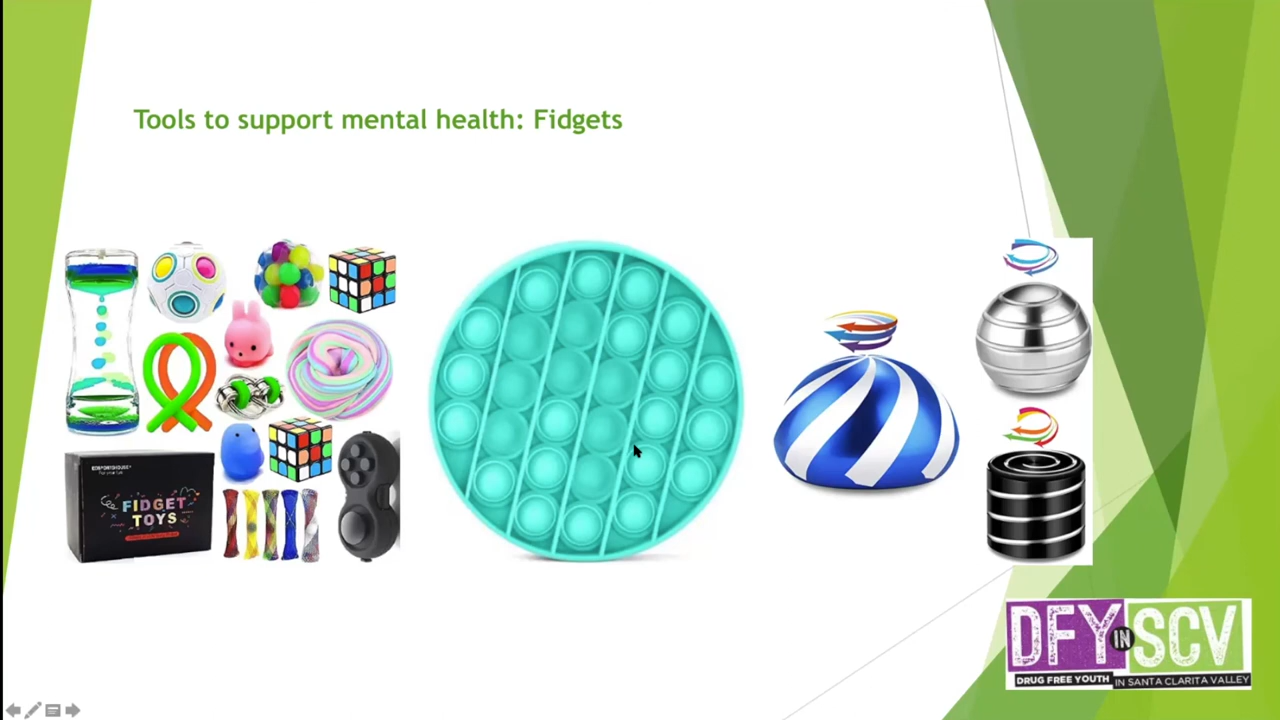 Tools to support mental health: Fidgets
FIDGET
TOYS
DFY IN SCV
DRUG FREE YOUTH IN SANTA CLARITA VALLEY